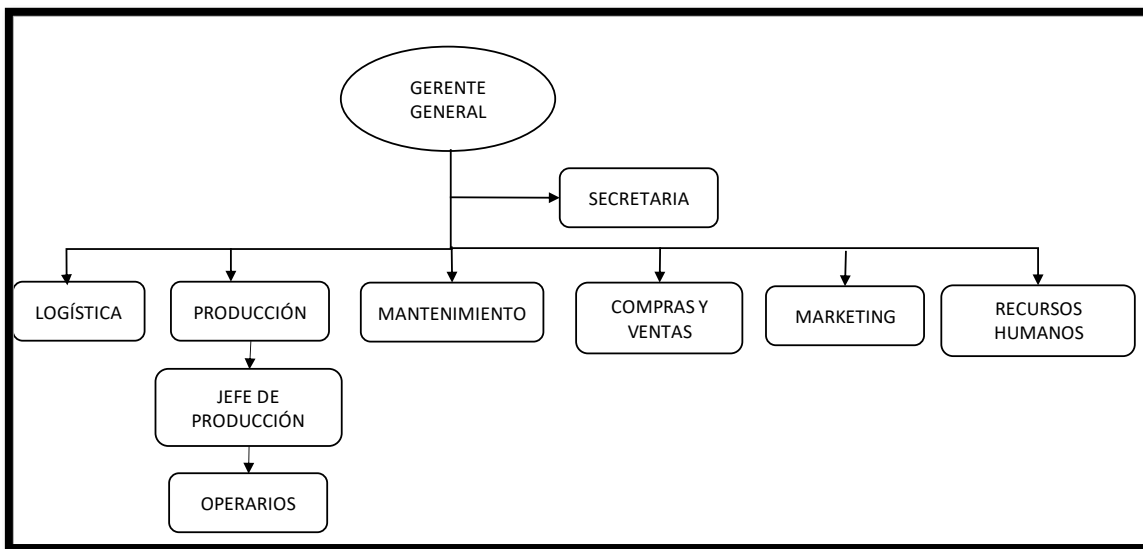 GERENTE
GENERAL
SECRETARIA
LOGÍSTICA
PRODUCCIÓN
MANTENIMIENTO
COMPRAS Y
VENTAS
MARKETING
RECURSOS
HUMANOS
JEFE DE
PRODUCCIÓN
OPERARIOS